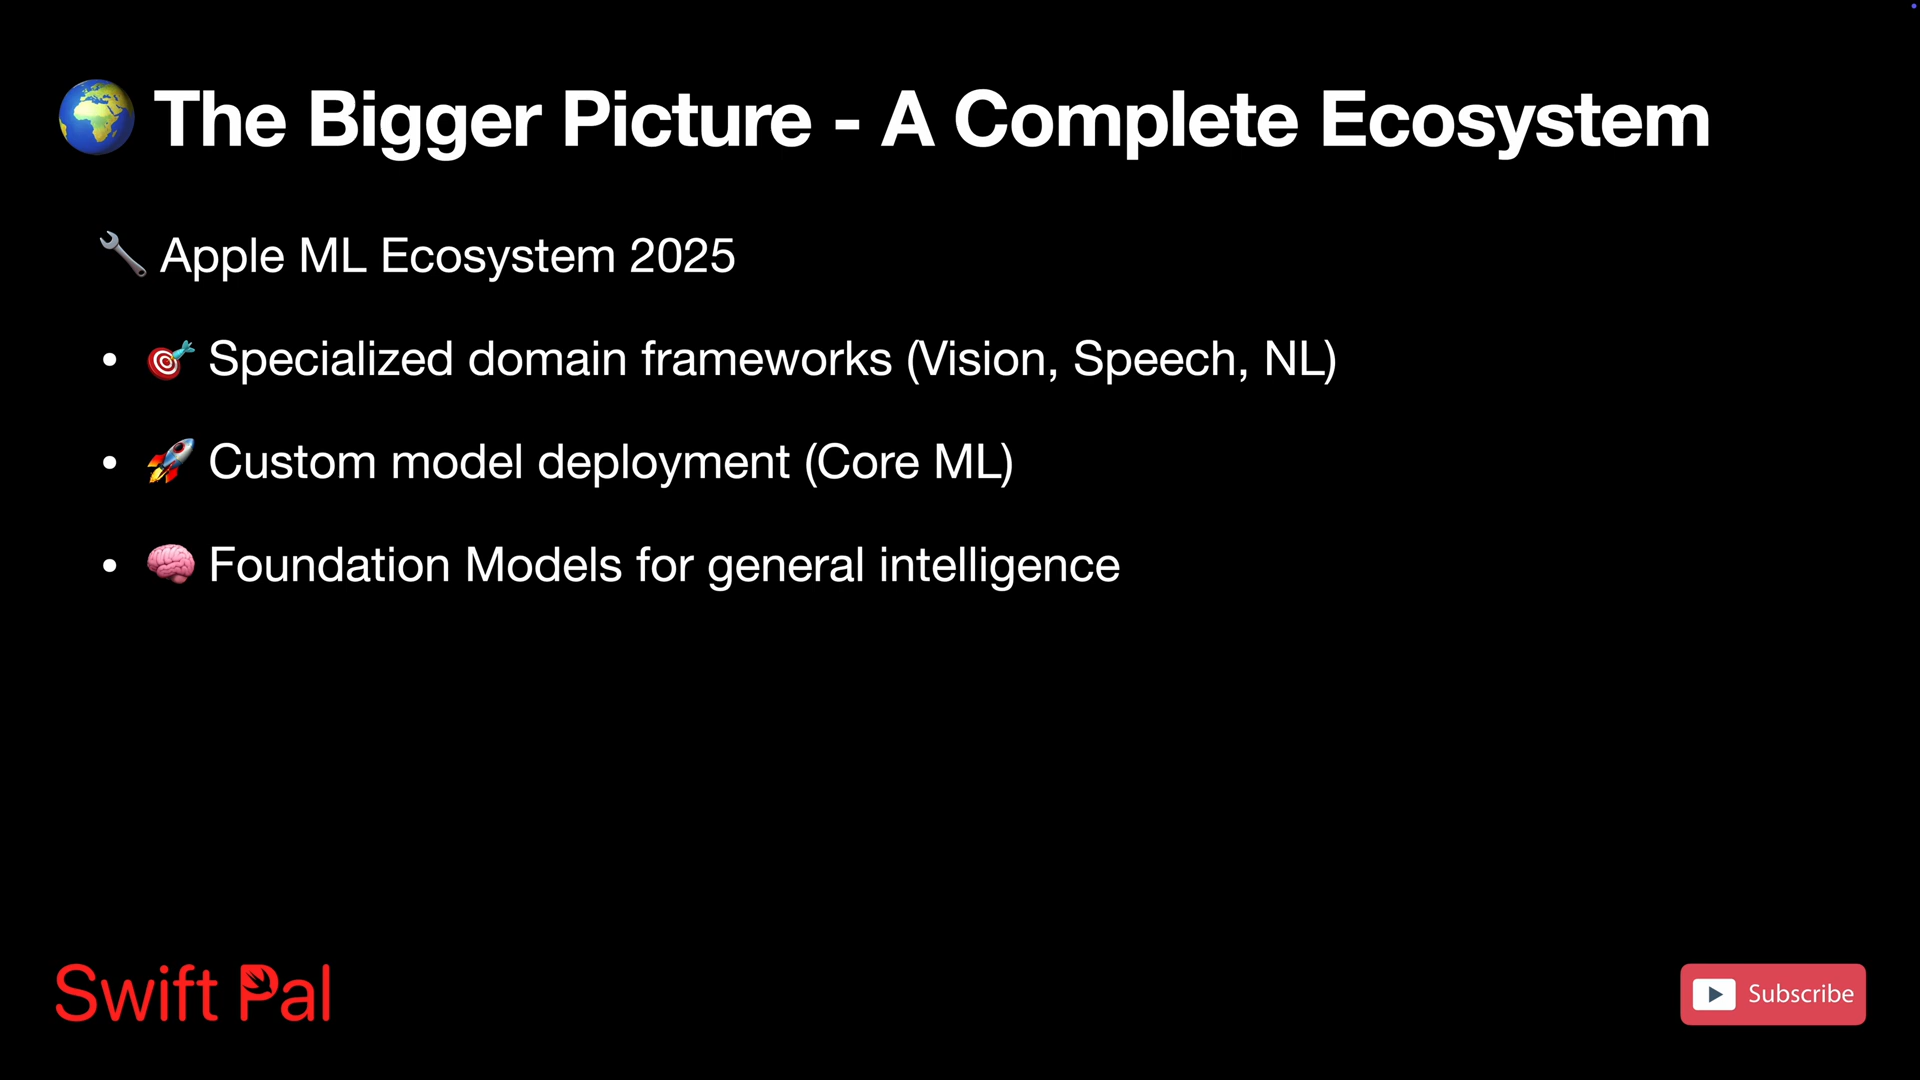 🌍 The Bigger Picture - A Complete Ecosystem
🔧 Apple ML Ecosystem 2025
• 🎯 Specialized domain frameworks (Vision, Speech, NL)
• 🚀 Custom model deployment (Core ML)
• 🧠 Foundation Models for general intelligence
Swift Pal
Subscribe